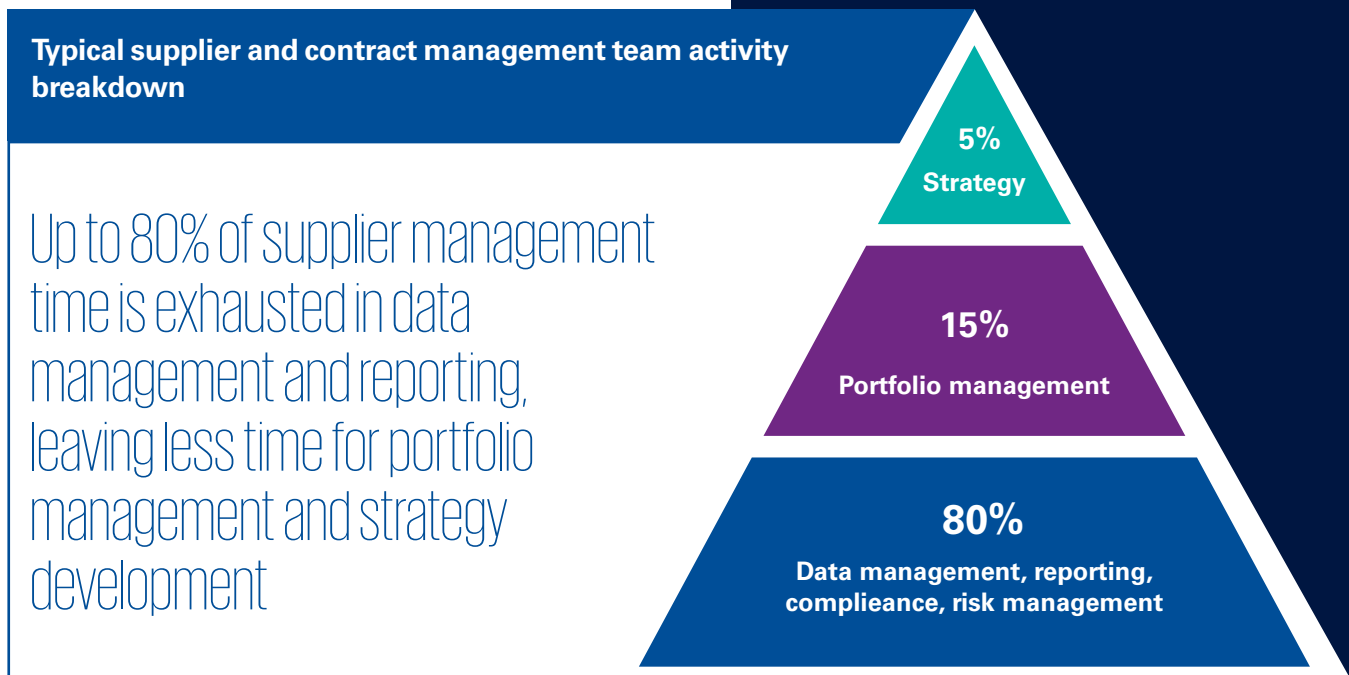 Typical supplier and contract management team activity
breakdown
Up to 80% of supplier management
time is exhausted in data
management and reporting,
leaving less time for portfolio
management and strategy
development
5%
Strategy
15%
Portfolio management
80%
Data management, reporting,
complieance, risk management